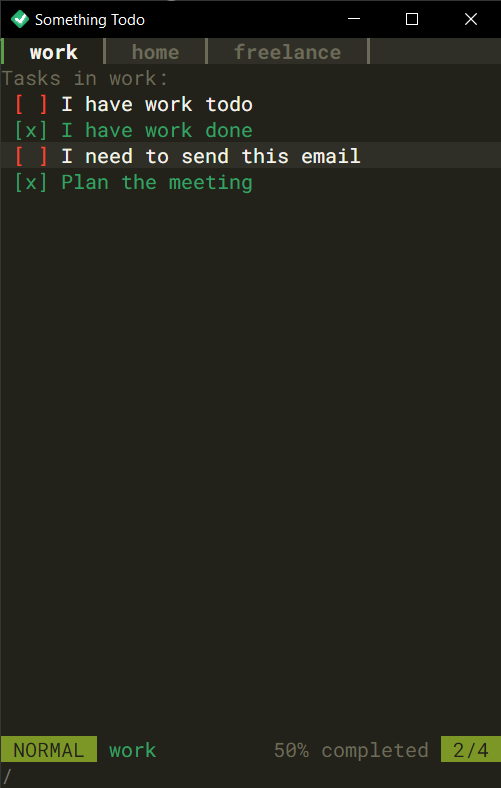 Something Todo
work home freelance
Tasks in work:
[ ] I have work todo
[x] I have work done
[ ] I need to send this email
[x] Plan the meeting
NORMAL work 50% completed 2/4
/